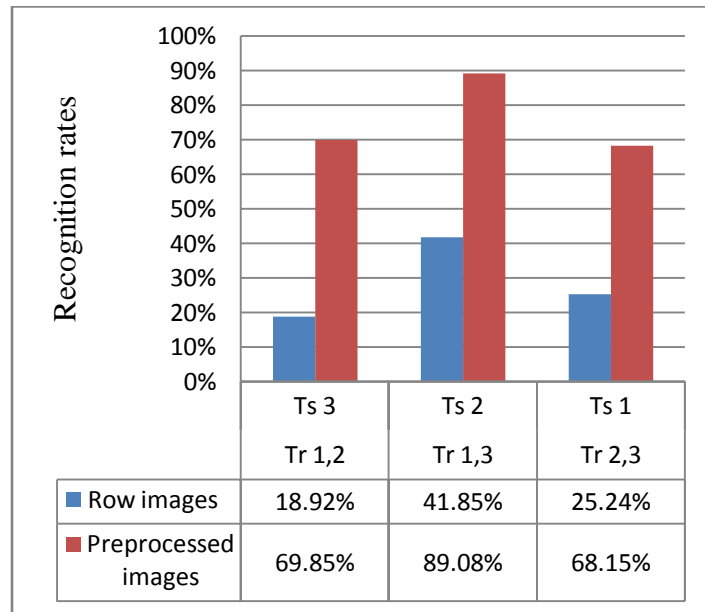 Recognition rates
100%
90%
80%
70%
60%
50%
40%
30%
20%
10%
0%
Ts 3 Ts 2 Ts 1
Tr 1,2 Tr 1,3 Tr 2,3
Row images 18.92% 41.85% 25.24%
Preprocessed
images 69.85% 89.08% 68.15%